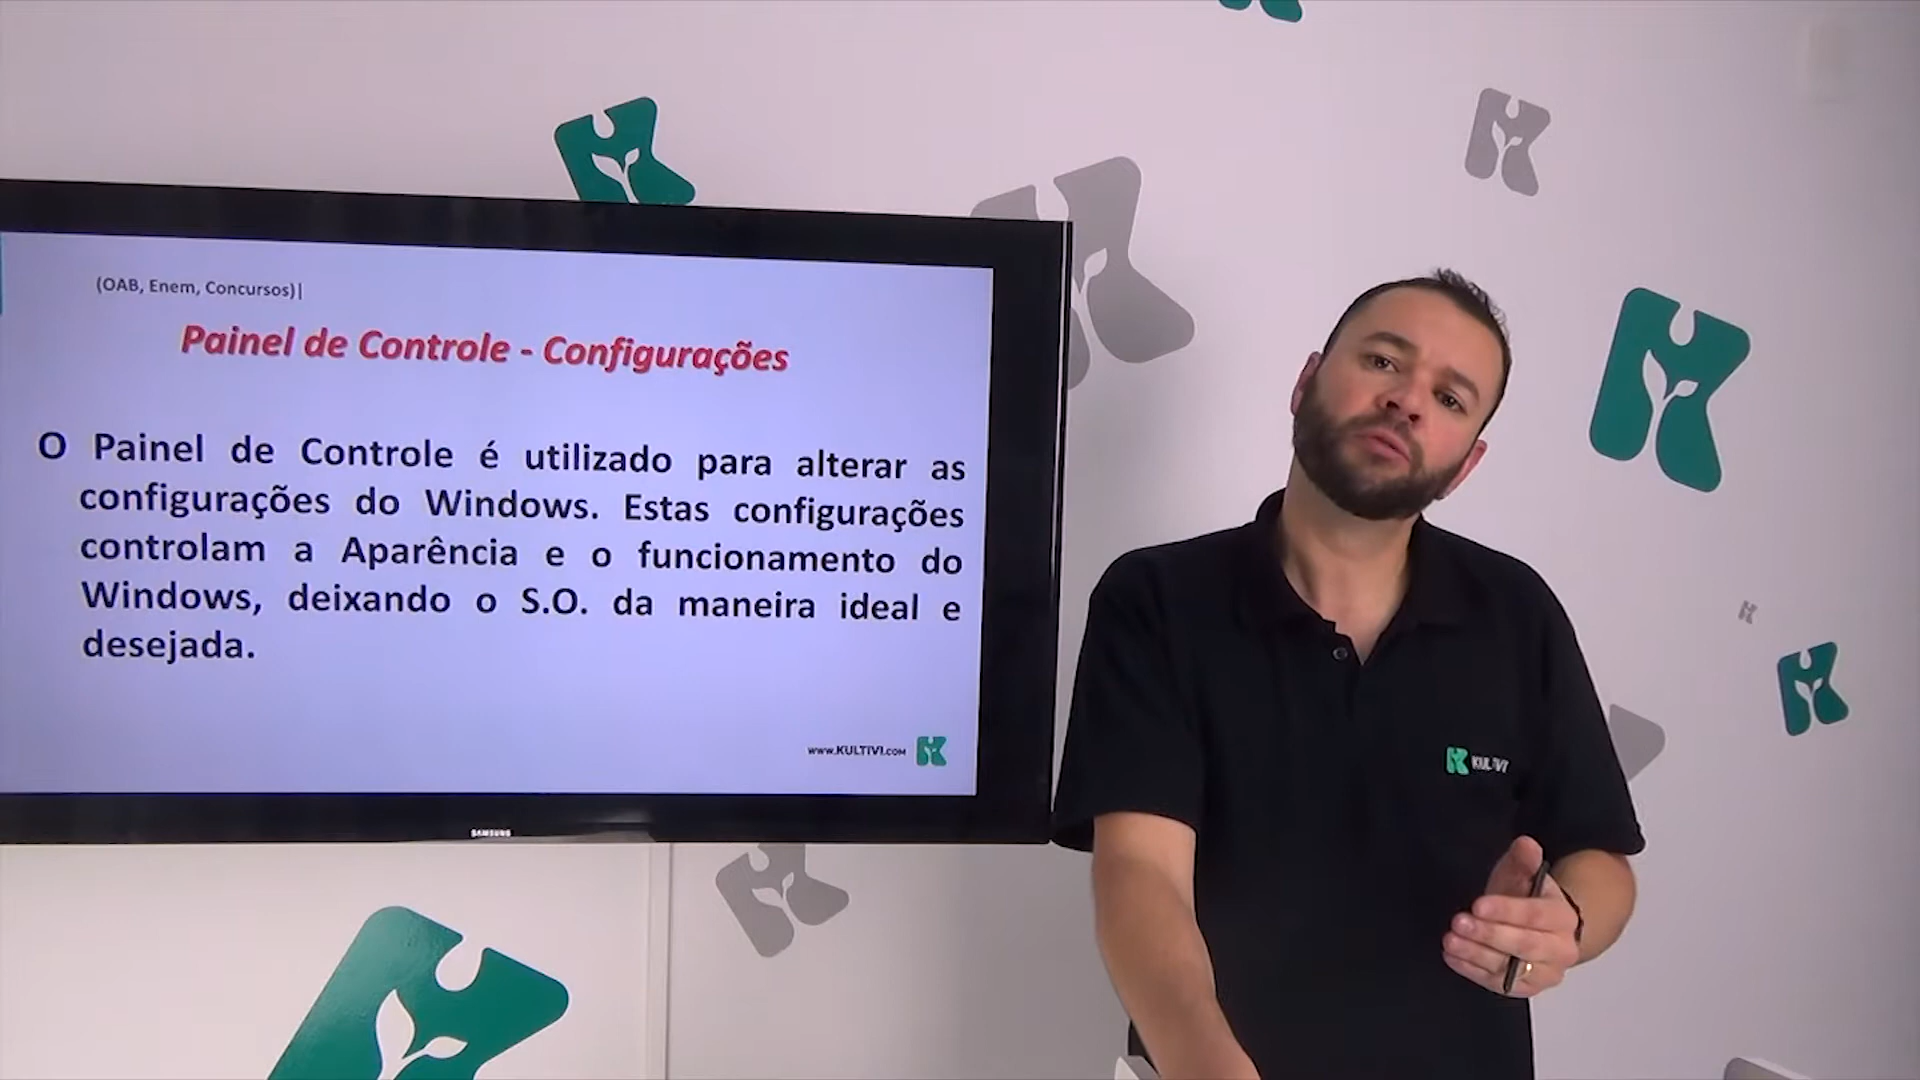 (OAB, Enem, Concursos)|
Painel de Controle - Configurações
O Painel de Controle é utilizado para alterar as
configurações do Windows. Estas configurações
controlam a Aparência e o funcionamento do
Windows, deixando o S.O. da maneira ideal e
desejada.
www.KULTIVI.COM
SAMSUNG
KULTIVI